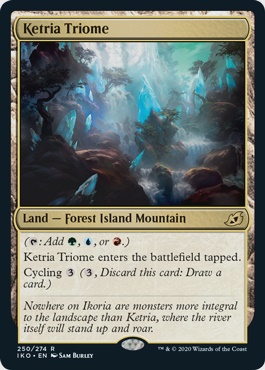 Ketria Triome
Land — Forest Island Mountain
(: Add , , or .)
Ketria Triome enters the battlefield tapped.
Cycling 3 (3, Discard this card: Draw a
card.)
Nowhere on Ikoria are monsters more integral
to the landscape than Ketria, where the river
itself will stand up and roar.
250/274 R
IKO • EN SAM BURLEY
™ & © 2020 Wizards of the Coast